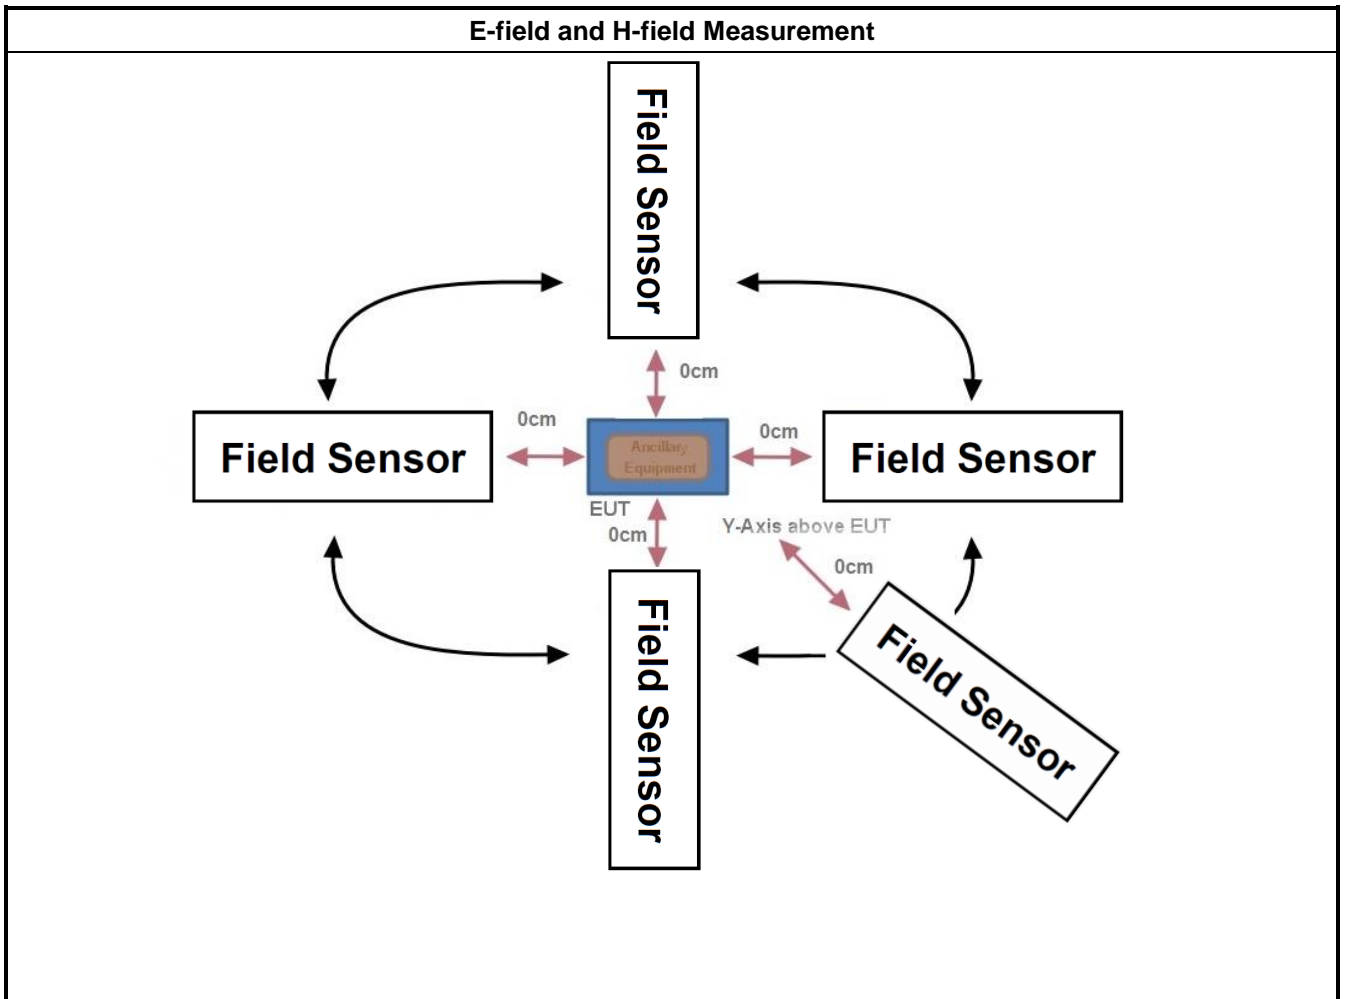 E-field and H-field Measurement
Field Sensor
0cm
0cm
0cm
Field Sensor
Ancillary
Equipment
Field Sensor
EUT
0cm
Y-Axis above EUT
0cm
Field Sensor
Field Sensor